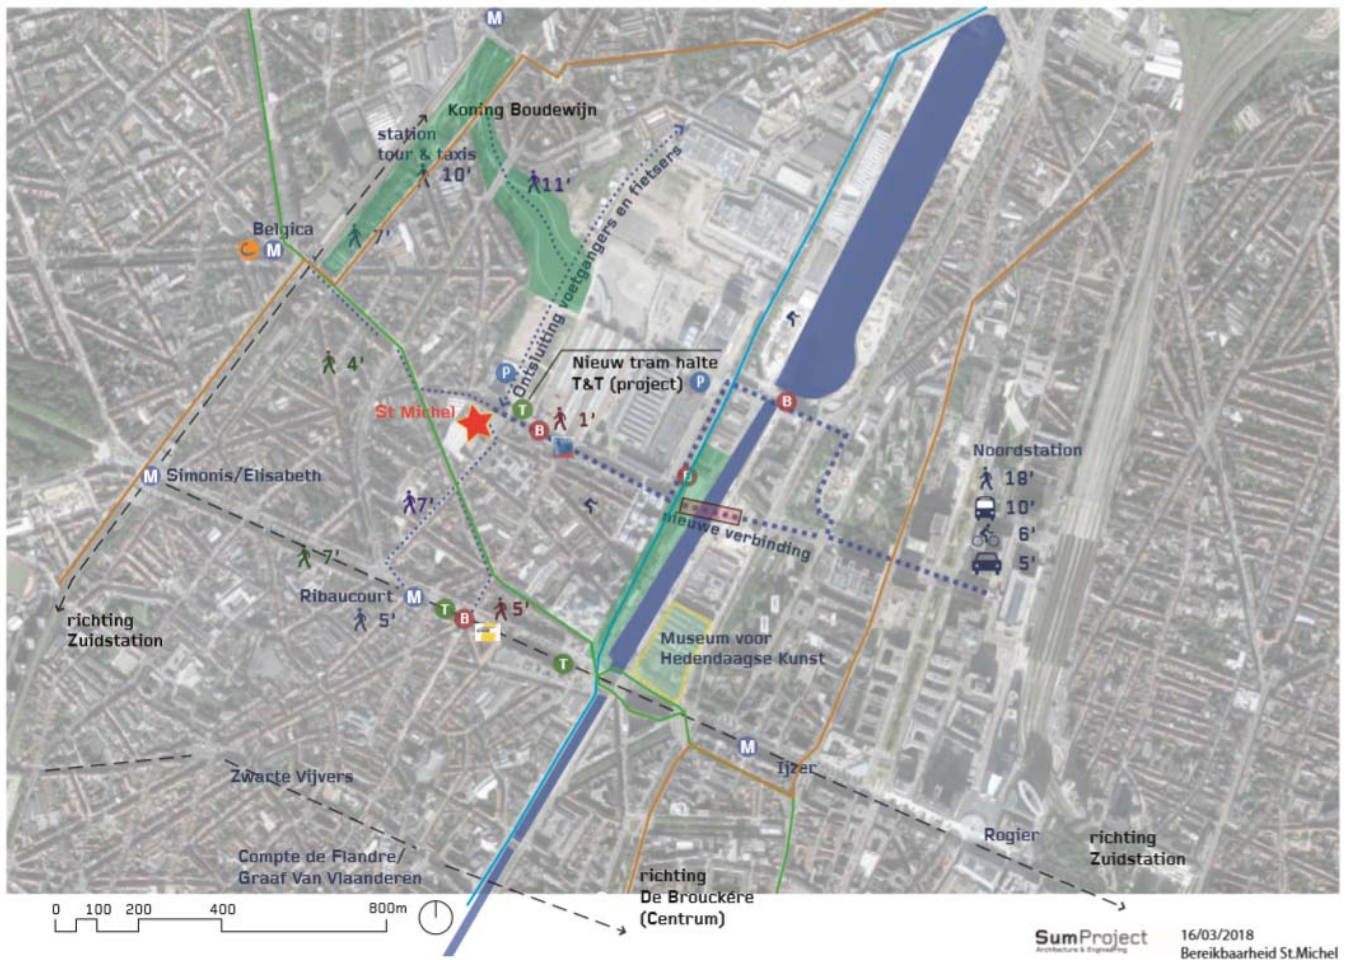 M
Koning Boudewijn
station
tour & taxis
10'
11'
Ontsluiting voetgangers en fietsers
Belgica
M
7'
4'
P
Nieuw tram halte
T&T (project)
P
St Michel
T
B
1'
B
M
Simonis/Elisabeth
Noordstation
18'
10'
6'
5'
7'
B
nieuwe verbinding
7'
Ribaucourt
M
T
B
5'
5'
richting
Zuidstation
T
Museum voor
Hedendaagse Kunst
M
Ijzer
Zwarte Vijvers
Rogier
richting
Zuidstation
Compte de Flandre/
Graaf Van Vlaanderen
richting
De Brouckère
(Centrum)
0 100 200 400 800m
SumProject
Architecture & Engineering
16/03/2018
Bereikbaarheid St.Michel